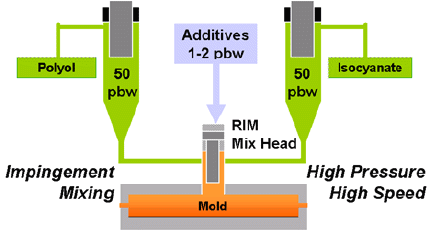 Additives
1-2 pbw
Polyol
50
pbw
50
pbw
Isocyanate
RIM
Mix Head
Impingement
Mixing
High Pressure
High Speed
Mold